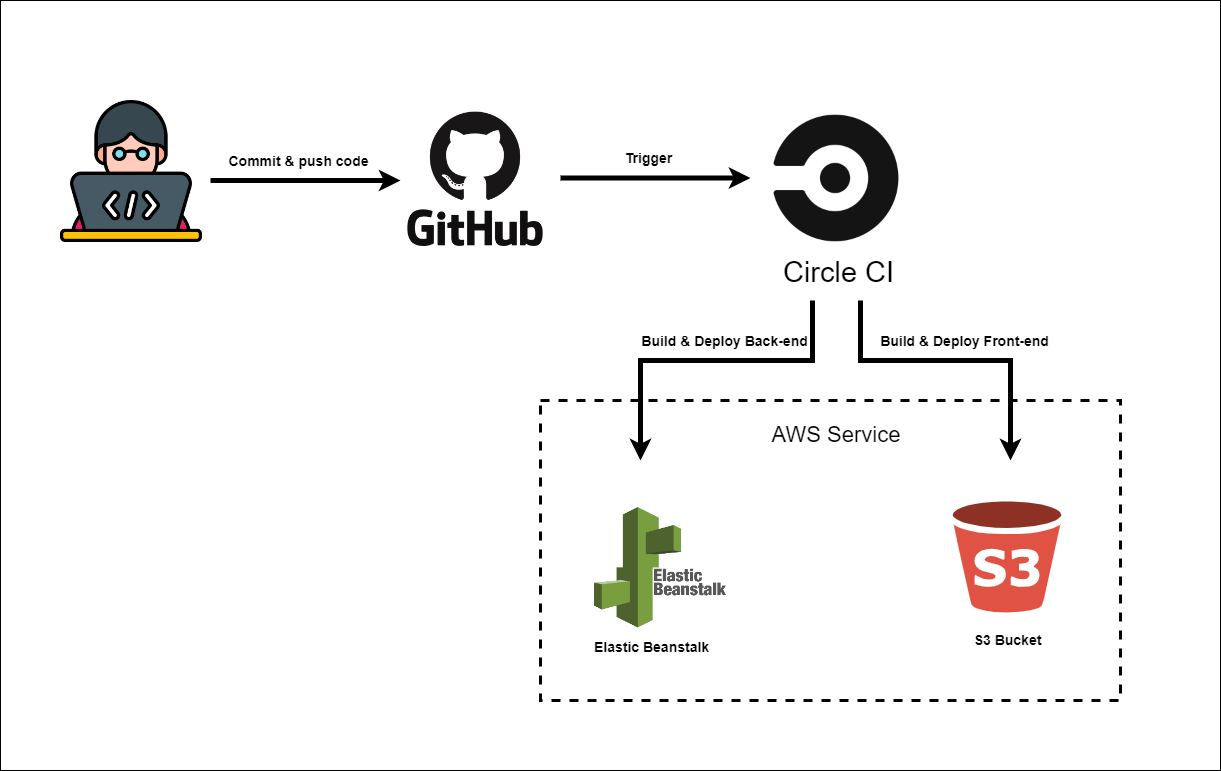 Commit & push code
Trigger
</>
GitHub
Circle CI
Build & Deploy Back-end
Build & Deploy Front-end
AWS Service
Elastic
Beanstalk
S3
Elastic Beanstalk
S3 Bucket